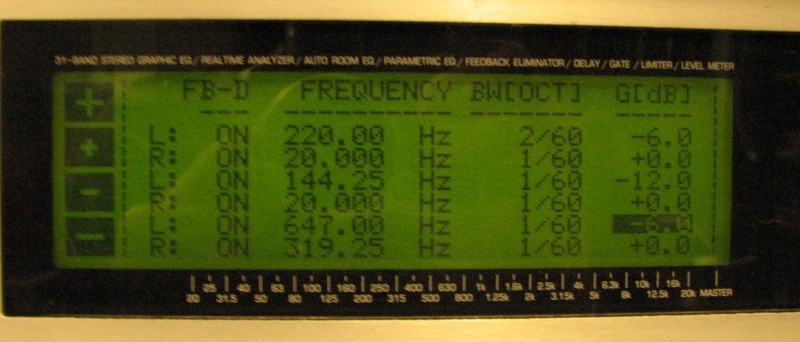 31-BAND STEREO GRAPHIC EQ / REALTIME ANALYZER / AUTO ROOM EQ / PARAMETRIC EQ / FEEDBACK ELIMINATOR / DELAY / GATE / LIMITER / LEVEL METER
FB-D FREQUENCY BW[OCT] G[dB]
L: ON 220.00 Hz 2/60 -6.0
R: ON 20.000 Hz 1/60 +0.0
L: ON 144.25 Hz 1/60 -12.0
R: ON 20.000 Hz 1/60 +0.0
L: ON 647.00 Hz 1/60 -6.0
R: ON 319.25 Hz 1/60 +0.0
25 40 63 100 160 250 400 630 1k 1.6k 2.5k 4k 6.3k 10k 16k
20 31.5 50 80 125 200 315 500 800 1.25k 2k 3.15k 5k 8k 12.5k 20k MASTER